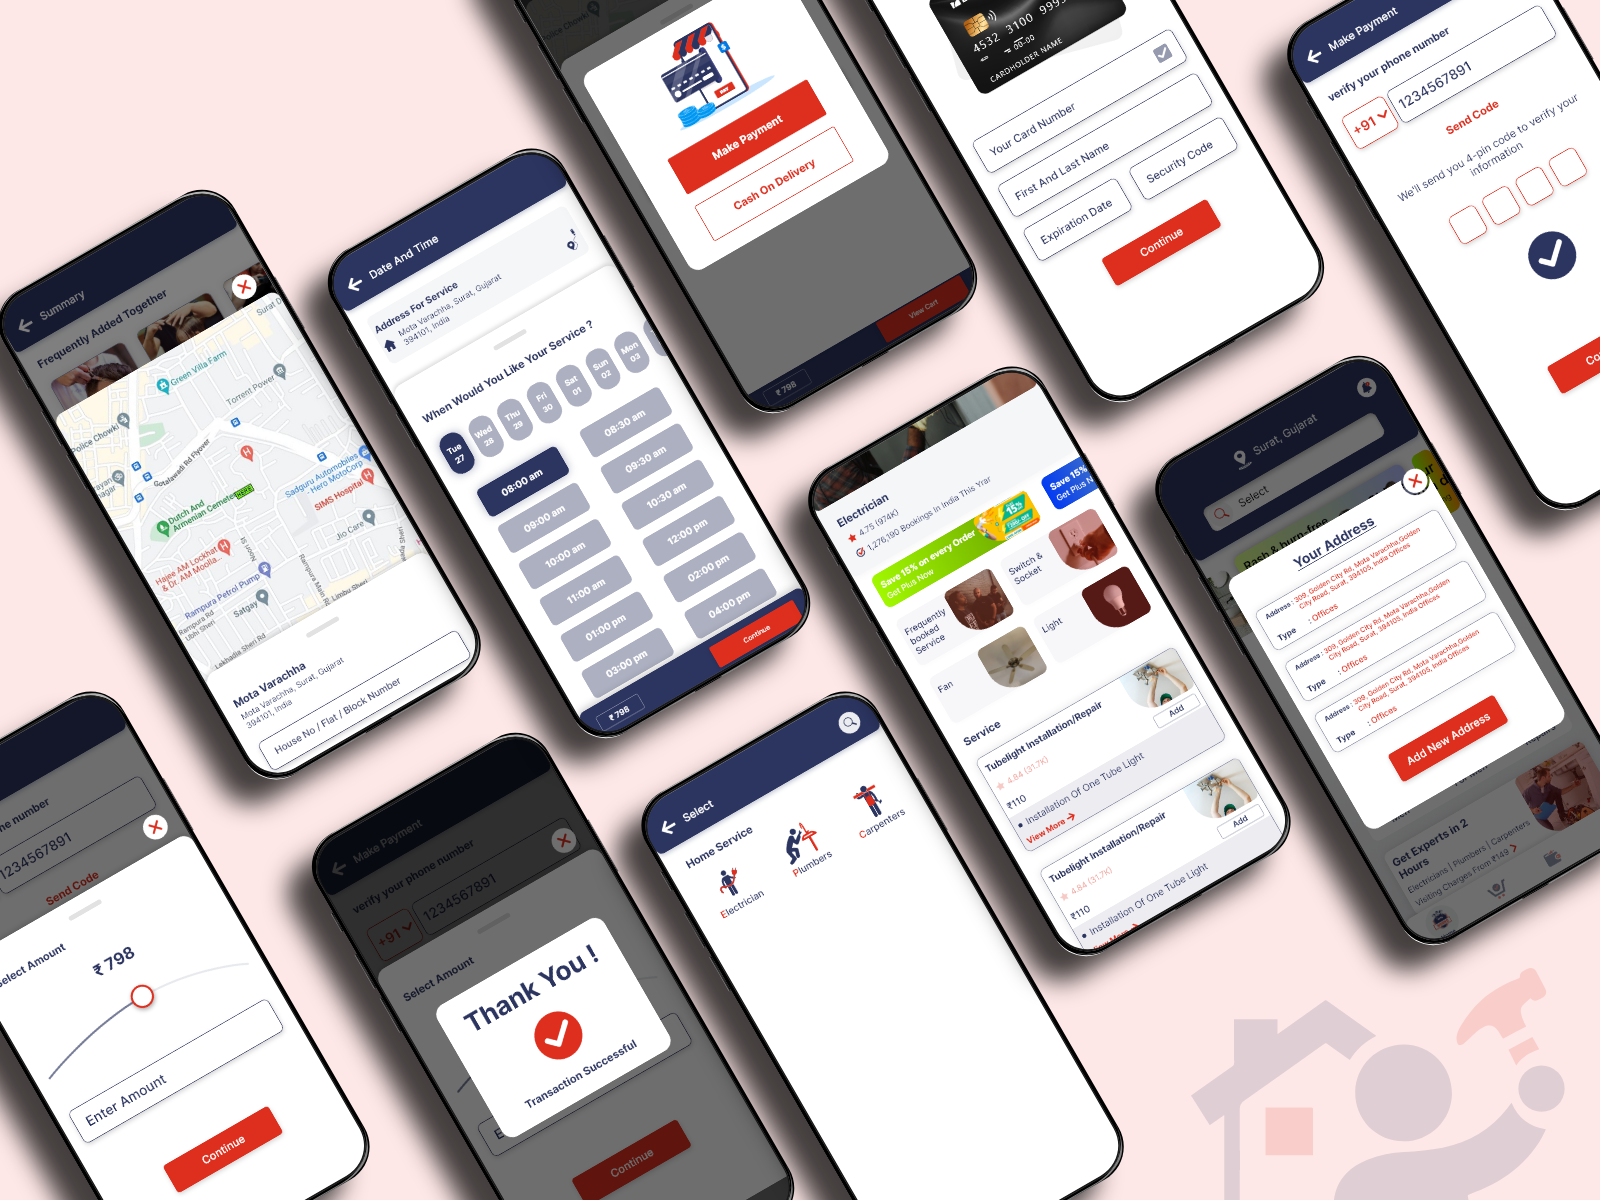 Summary
Frequently Added Together
Green Villa Farm
Torrent Power
Police Chowki
Gotalawadi Rd Flyover
Sadguru Automobiles
- Hero MotoCorp
SIMS Hospital
Dutch And
Armenian Cemetery
HERE
Jio Care
Hajee AM Lockhat
& Dr. AM Moolla...
Rampura Petrol Pump
Satgay
Rampura Rd
Ubhi Sheri
Limbu Sheri
Lakhalia Sheri Rd
Mota Varachha
Mota Varachha, Surat, Gujarat
394101, India
House No / Flat / Block Number
Date And Time
Address For Service
Mota Varachha, Surat, Gujarat
394101, India
When Would You Like Your Service ?
Tue
27
Wed
28
Thu
29
Fri
30
Sat
01
Sun
02
Mon
03
08:00 am
08:30 am
09:00 am
09:30 am
10:00 am
10:30 am
11:00 am
12:00 pm
01:00 pm
02:00 pm
03:00 pm
04:00 pm
₹ 798
Continue
Police Chowki
Make Payment
Cash On Delivery
₹ 798
View Cart
4532 3100 999
00-00
CARDHOLDER NAME
Your Card Number
First And Last Name
Expiration Date
Security Code
Continue
Make Payment
verify your phone number
+91
1234567891
Send Code
We'll send you 4-pin code to verify your
information
Co
Electrician
4.75 (974K)
1,276,190 Bookings In India This Yrar
Save 15% on every Order
Get Plus Now
15%
Save 15%
Get Plus N
Frequently
booked
Service
Switch &
Socket
Fan
Light
Service
Tubelight Installation/Repair
4.84 (31.7K)
₹110
Add
Installation Of One Tube Light
View More
Tubelight Installation/Repair
4.84 (31.7K)
₹110
Add
Installation Of One Tube Light
View More
Surat, Gujarat
Select
Your Address
Address : 309, Golden City Rd, Mota Varachha,Golden
City Road, Surat, 394105, India Offices
Type : Offices
Address : 309, Golden City Rd, Mota Varachha,Golden
City Road, Surat, 394105, India Offices
Type : Offices
Address : 309, Golden City Rd, Mota Varachha,Golden
City Road, Surat, 394105, India Offices
Type : Offices
Add New Address
Get Experts in 2
Hours
Electricians | Plumbers | Carpenters
Visiting Charges From ₹149
ne number
1234567891
Send Code
Select Amount
₹ 798
Enter Amount
Continue
Make Payment
verify your phone number
+91
1234567891
Select Amount
Thank You !
Transaction Successful
E
Continue
Select
Home Service
Electrician
Plumbers
Carpenters